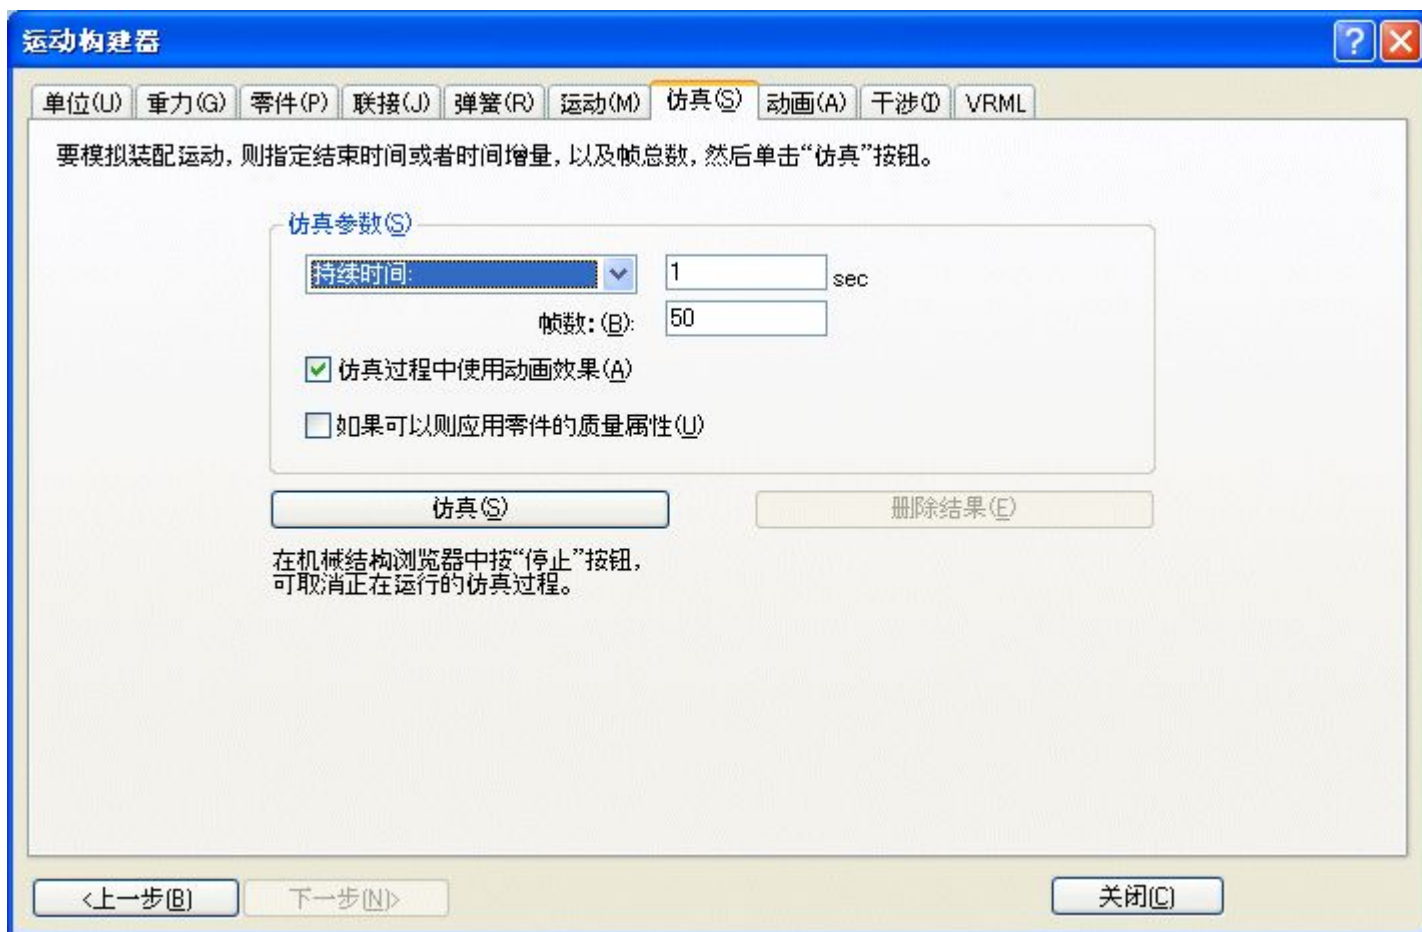 运动构建器
单位(U) 重力(G) 零件(P) 联接(J) 弹簧(R) 运动(M) 仿真(S) 动画(A) 干涉(I) VRML
要模拟装配运动,则指定结束时间或者时间增量,以及帧总数,然后单击“仿真”按钮。
仿真参数(S)
持续时间: 1 sec
帧数:(B): 50
仿真过程中使用动画效果(A)
如果可以则应用零件的质量属性(U)
仿真(S) 删除结果(E)
在机械结构浏览器中按“停止”按钮,
可取消正在运行的仿真过程。
<上一步(B) 下一步(N)> 关闭(C)